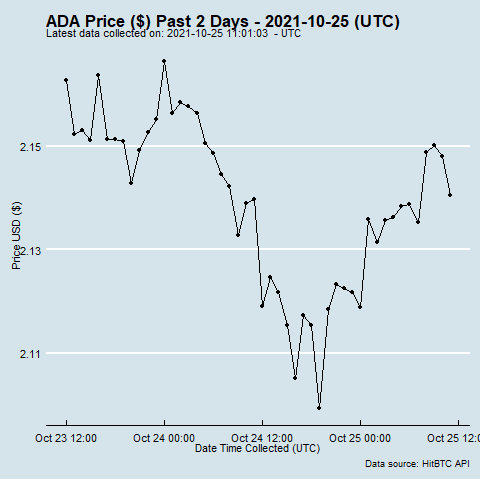 ADA Price ($) Past 2 Days - 2021-10-25 (UTC)
Latest data collected on: 2021-10-25 11:01:03 - UTC
2.15
2.13
2.11
Price USD ($)
Oct 23 12:00 Oct 24 00:00 Oct 24 12:00 Oct 25 00:00 Oct 25 12:
Date Time Collected (UTC)
Data source: HitBTC API